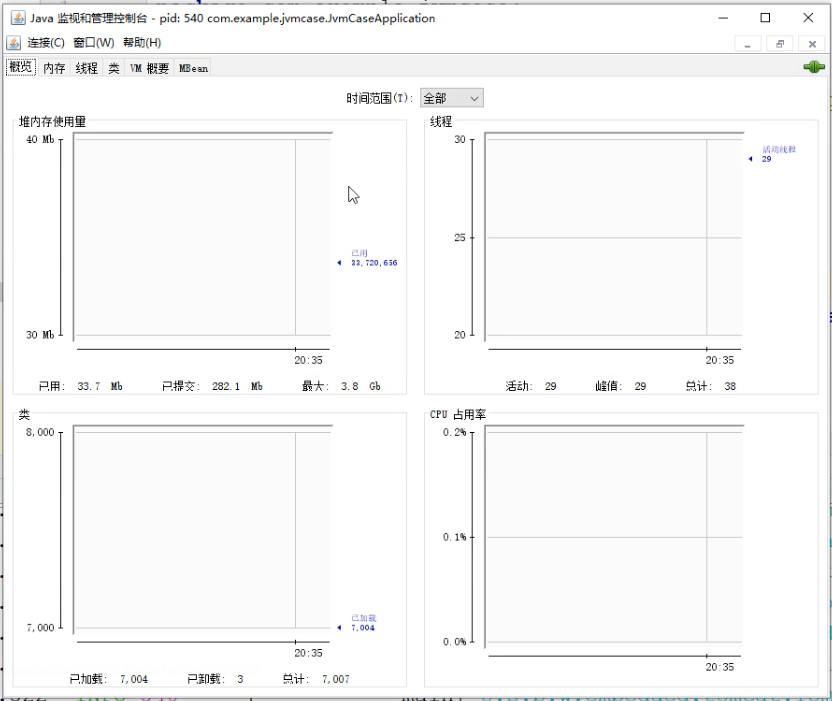 Java 监视和管理控制台 - pid: 540 com.example.jvmcase.JvmCaseApplication
连接(C) 窗口(W) 帮助(H)
概览 内存 线程 类 VM 概要 MBean
时间范围(T): 全部
堆内存使用量
40 Mb
已用
33,720,656
30 Mb
20:35
已用: 33.7 Mb 已提交: 282.1 Mb 最大: 3.8 Gb
线程
30
活动线程
29
25
20
20:35
活动: 29 峰值: 29 总计: 38
类
8,000
已加载
7,004
7,000
20:35
已加载: 7,004 已卸载: 3 总计: 7,007
CPU 占用率
0.2%
0.1%
0.0%
20:35